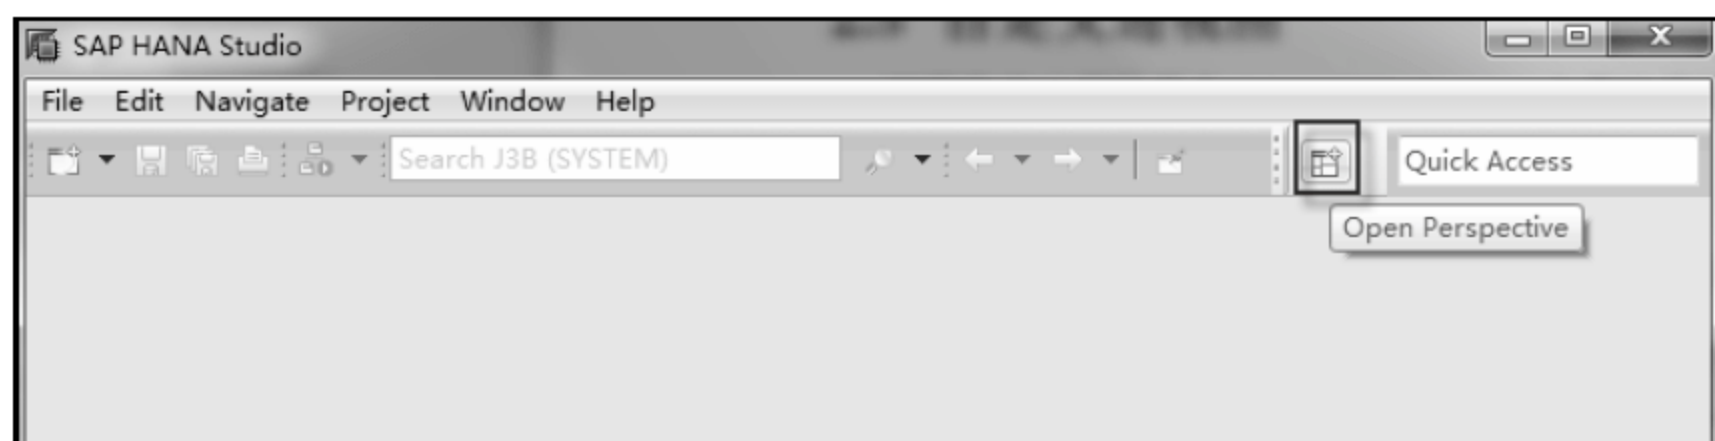 SAP HANA Studio
File Edit Navigate Project Window Help
Search J3B (SYSTEM)
Quick Access
Open Perspective